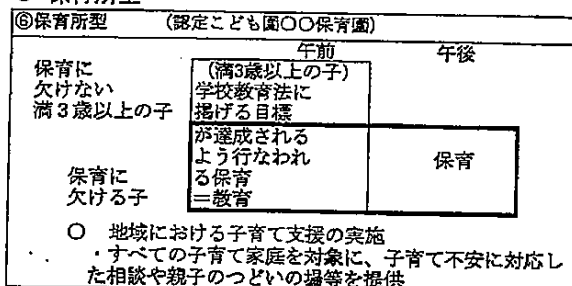 ⑥保育所型 (認定こども園〇〇保育園)
午前 午後
保育に
欠けない
満3歳以上の子
(満3歳以上の子)
学校教育法に
掲げる目標
が達成される
よう行なわれ
る保育
=教育
保育
保育に
欠ける子
〇 地域における子育て支援の実施
・すべての子育て家庭を対象に、子育て不安に対応し
た相談や親子のつどいの場等を提供